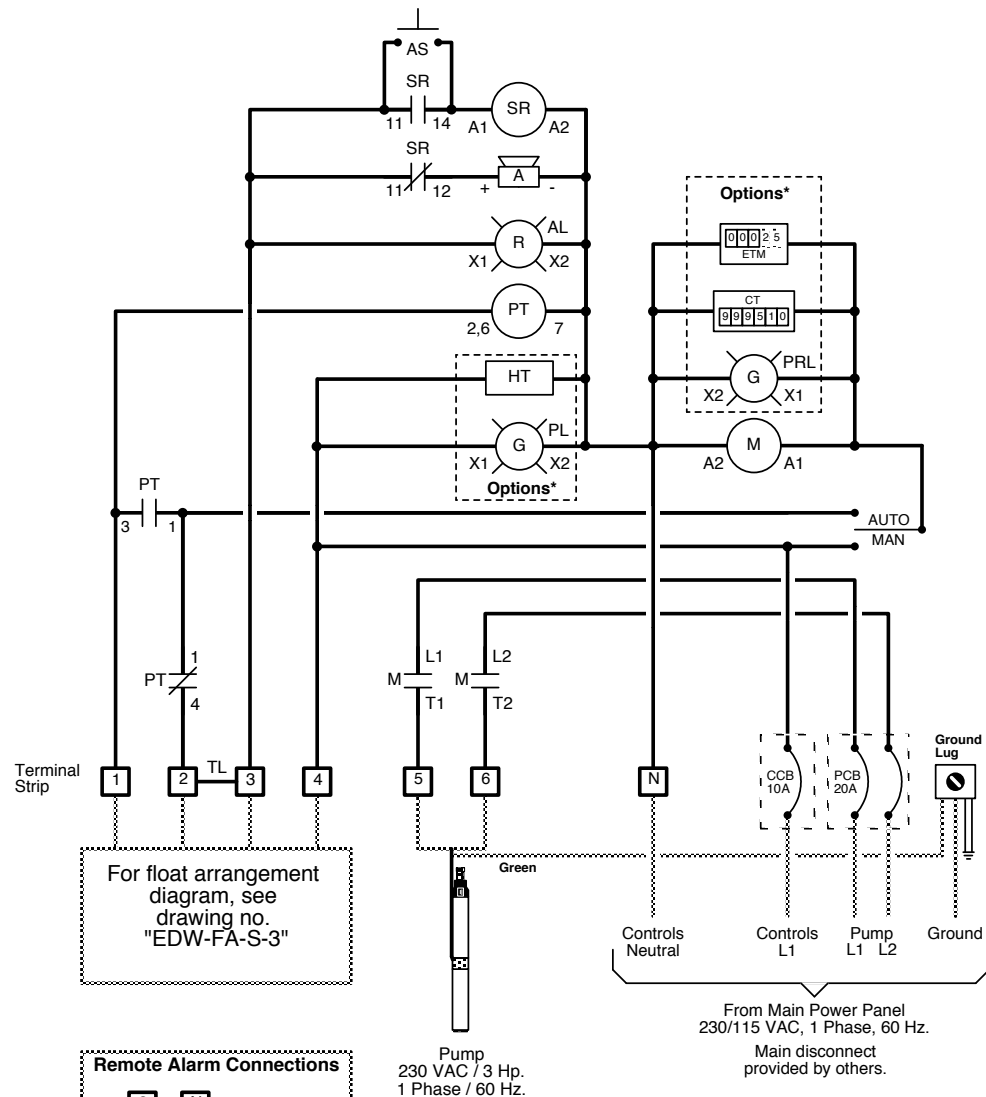 AS
SR
11 14 A1 SR A2
SR
11 12 + A -
Options*
0 0 0 2 5
ETM
AL
R
X1 X2
CT
9 9 9 5 1 0
PT
2,6 7
PRL
G
X2 X1
HT
PL
G
X1 X2
Options*
M
A2 A1
PT
3 1
AUTO
MAN
1
PT
4
L1
M
T1
L2
M
T2
Terminal
Strip
1 2 TL 3 4 5 6 N
CCB
10A
PCB
20A
Ground
Lug
For float arrangement
diagram, see
drawing no.
"EDW-FA-S-3"
Green
Controls
Neutral
Controls
L1
Pump
L1 L2
Ground
From Main Power Panel
230/115 VAC, 1 Phase, 60 Hz.
Main disconnect
provided by others.
Pump
230 VAC / 3 Hp.
1 Phase / 60 Hz.
Remote Alarm Connections